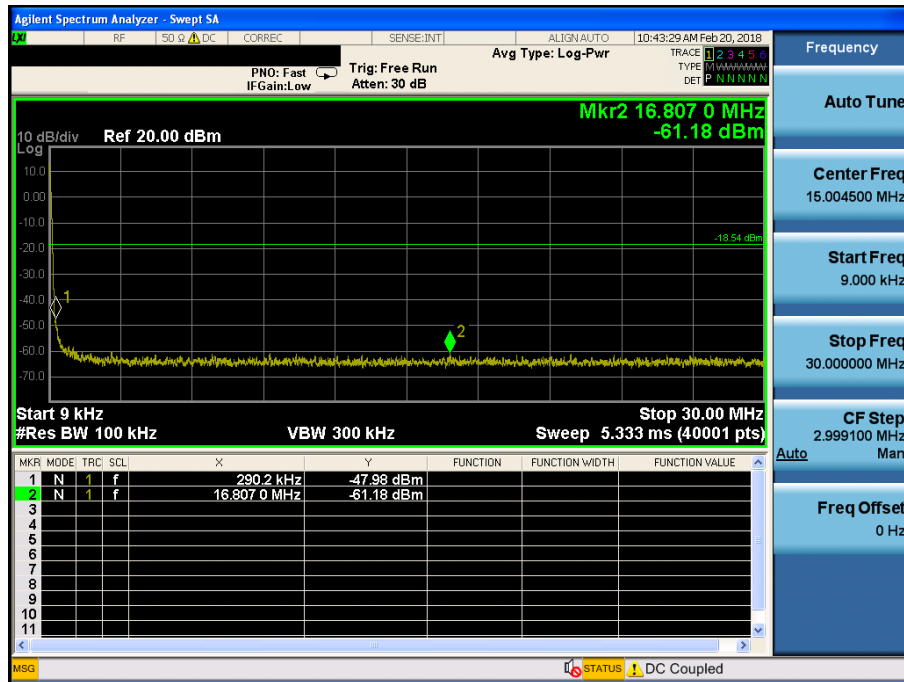 Agilent Spectrum Analyzer - Swept SA
LXI RF 50 Ω DC CORREC SENSE:INT ALIGN AUTO 10:43:29 AM Feb 20, 2018
Frequency
Avg Type: Log-Pwr
TRACE 1 2 3 4 5 6
TYPE M W W W W W
DET P N N N N N
PNO: Fast
IFGain:Low
Trig: Free Run
Atten: 30 dB
Auto Tune
Mkr2 16.807 0 MHz
-61.18 dBm
10 dB/div Ref 20.00 dBm
Log
10.0
0.00
-10.0
-20.0
-30.0
-40.0
-50.0
-60.0
-70.0
-18.54 dBm
1
2
Center Freq
15.004500 MHz
Start Freq
9.000 kHz
Stop Freq
30.000000 MHz
CF Step
2.999100 MHz
Auto Man
Freq Offset
0 Hz
Start 9 kHz Stop 30.00 MHz
#Res BW 100 kHz VBW 300 kHz Sweep 5.333 ms (40001 pts)
MKR MODE TRC SCL X Y FUNCTION FUNCTION WIDTH FUNCTION VALUE
1 N 1 f 290.2 kHz -47.98 dBm
2 N 1 f 16.807 0 MHz -61.18 dBm
3
4
5
6
7
8
9
10
11
MSG STATUS DC Coupled